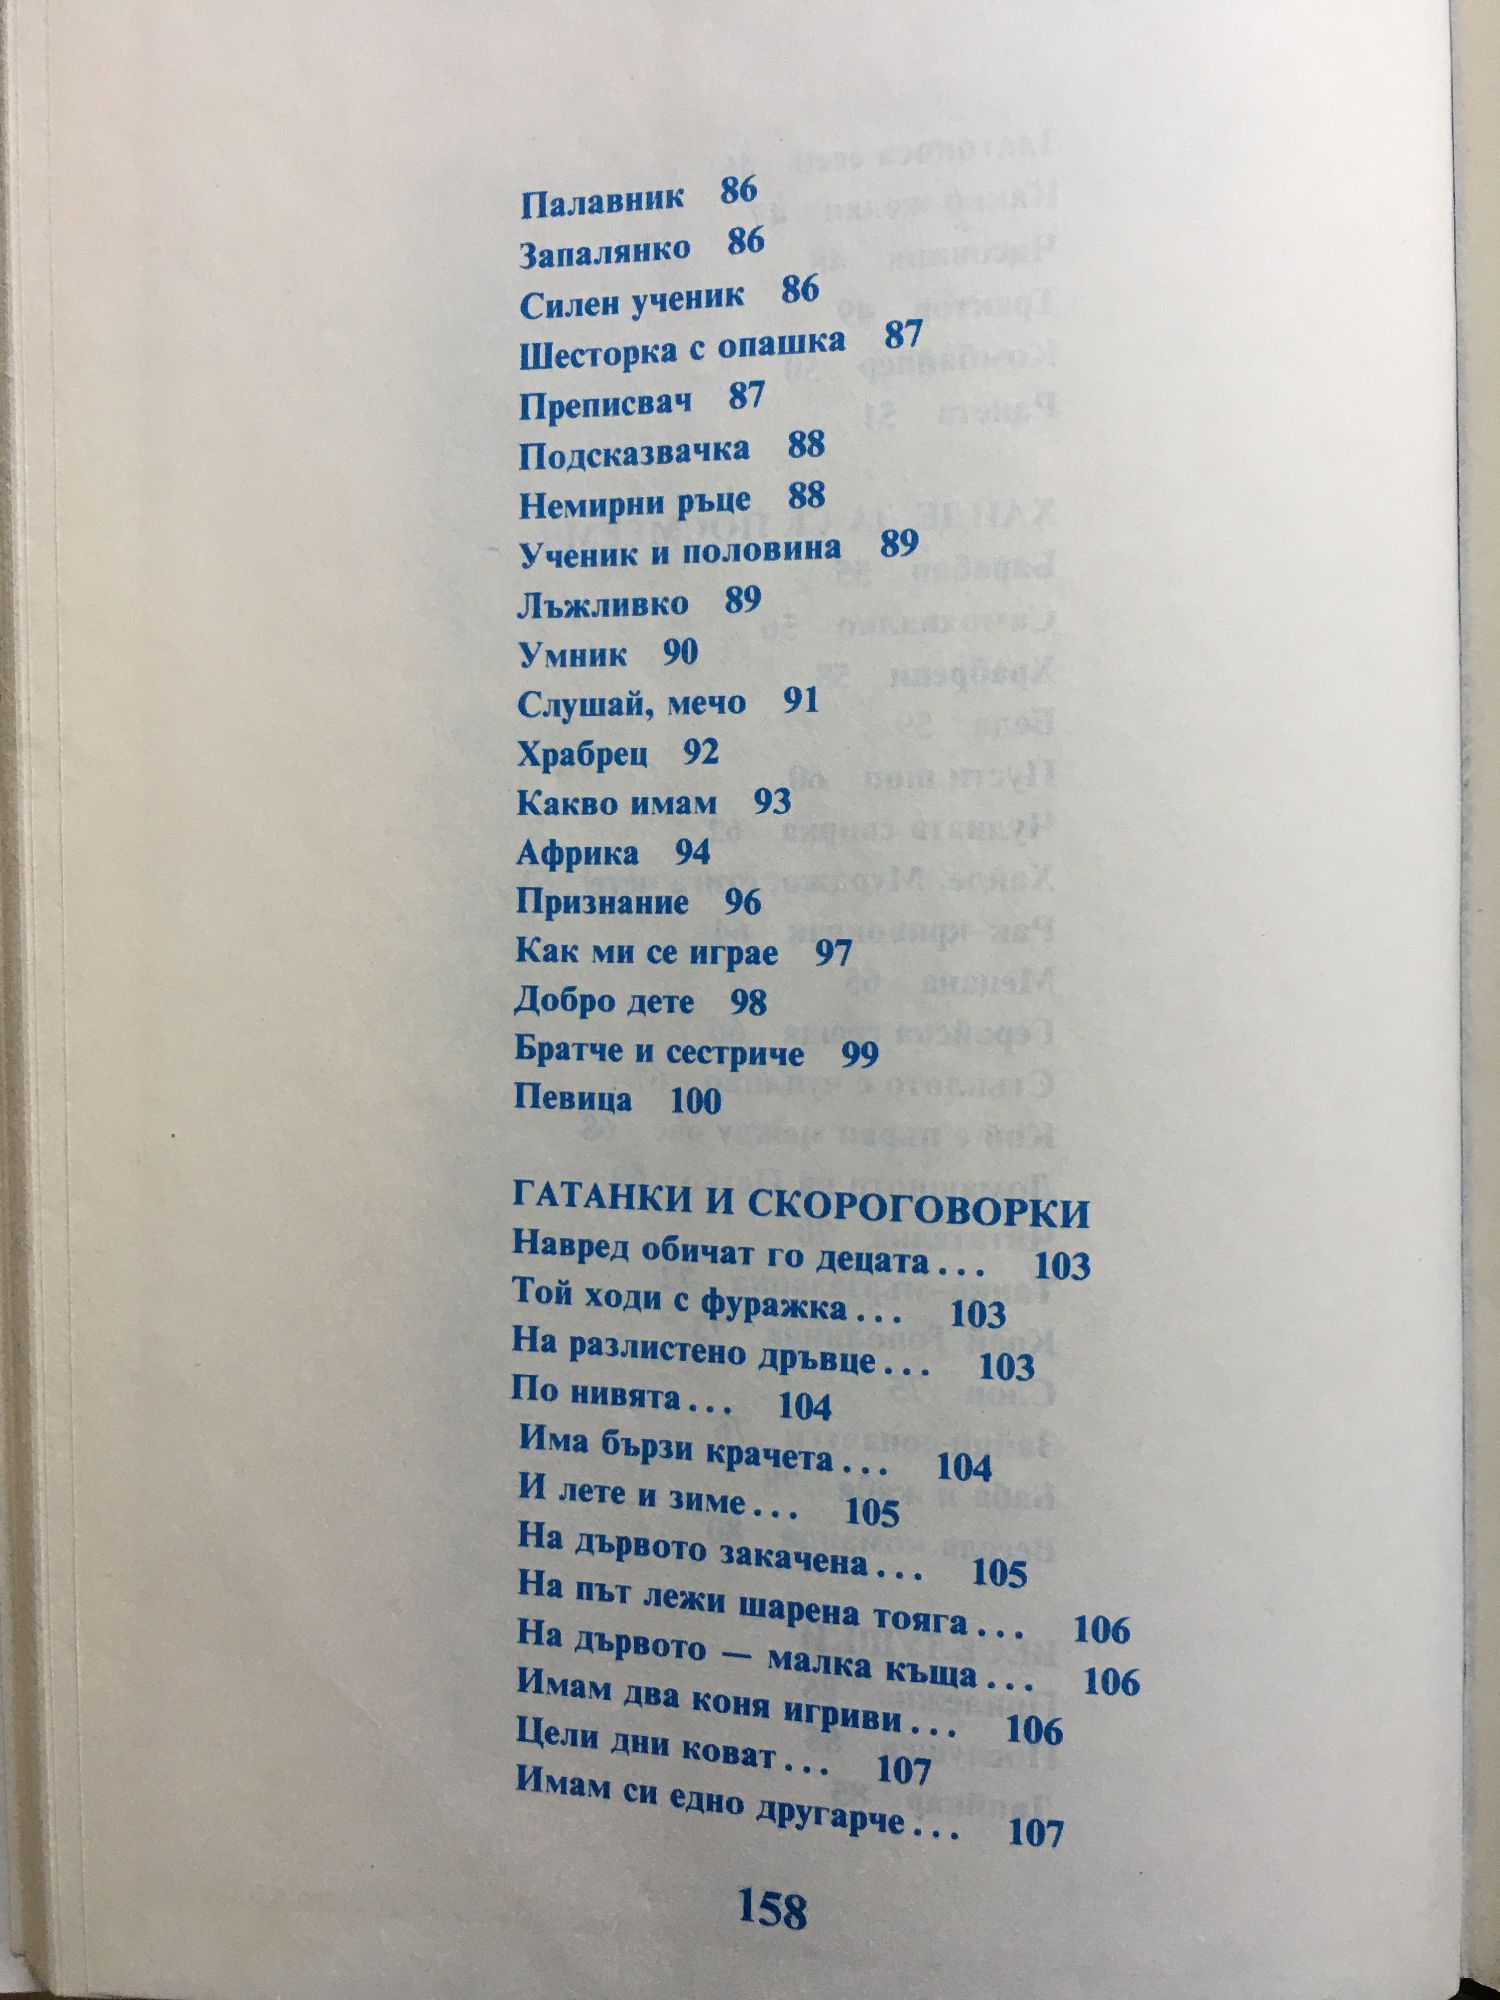 Палавник 86
Запалянко 86
Силен ученик 86
Шесторка с опашка 87
Преписвач 87
Подсказвачка 88
Немирни ръце 88
Ученик и половина 89
Лъжливко 89
Умник 90
Слушай, мечо 91
Храбрец 92
Какво имам 93
Африка 94
Признание 96
Как ми се играе 97
Добро дете 98
Братче и сестриче 99
Певица 100
ГАТАНКИ И СКОРОГОВОРКИ
Навред обичат го децата... 103
Той ходи с фуражка... 103
На разлистено дръвце... 103
По нивята... 104
Има бързи крачета... 104
И лете и зиме... 105
На дървото закачена... 105
На път лежи шарена тояга... 106
На дървото — малка къща... 106
Имам два коня игриви... 106
Цели дни коват... 107
Имам си едно другарче... 107
158